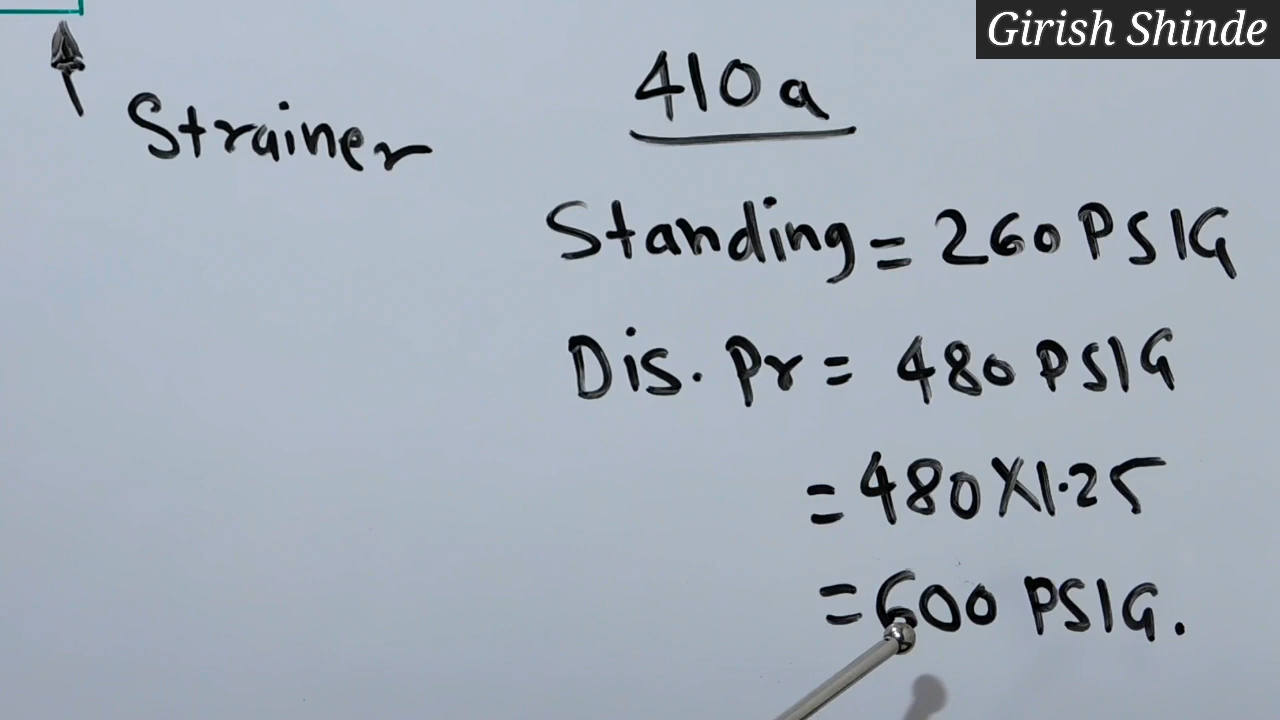 Girish Shinde
410a
Strainer
Standing = 260 PSIG
Dis. Pr = 480 PSIG
= 480 X 1.25
= 600 PSIG.